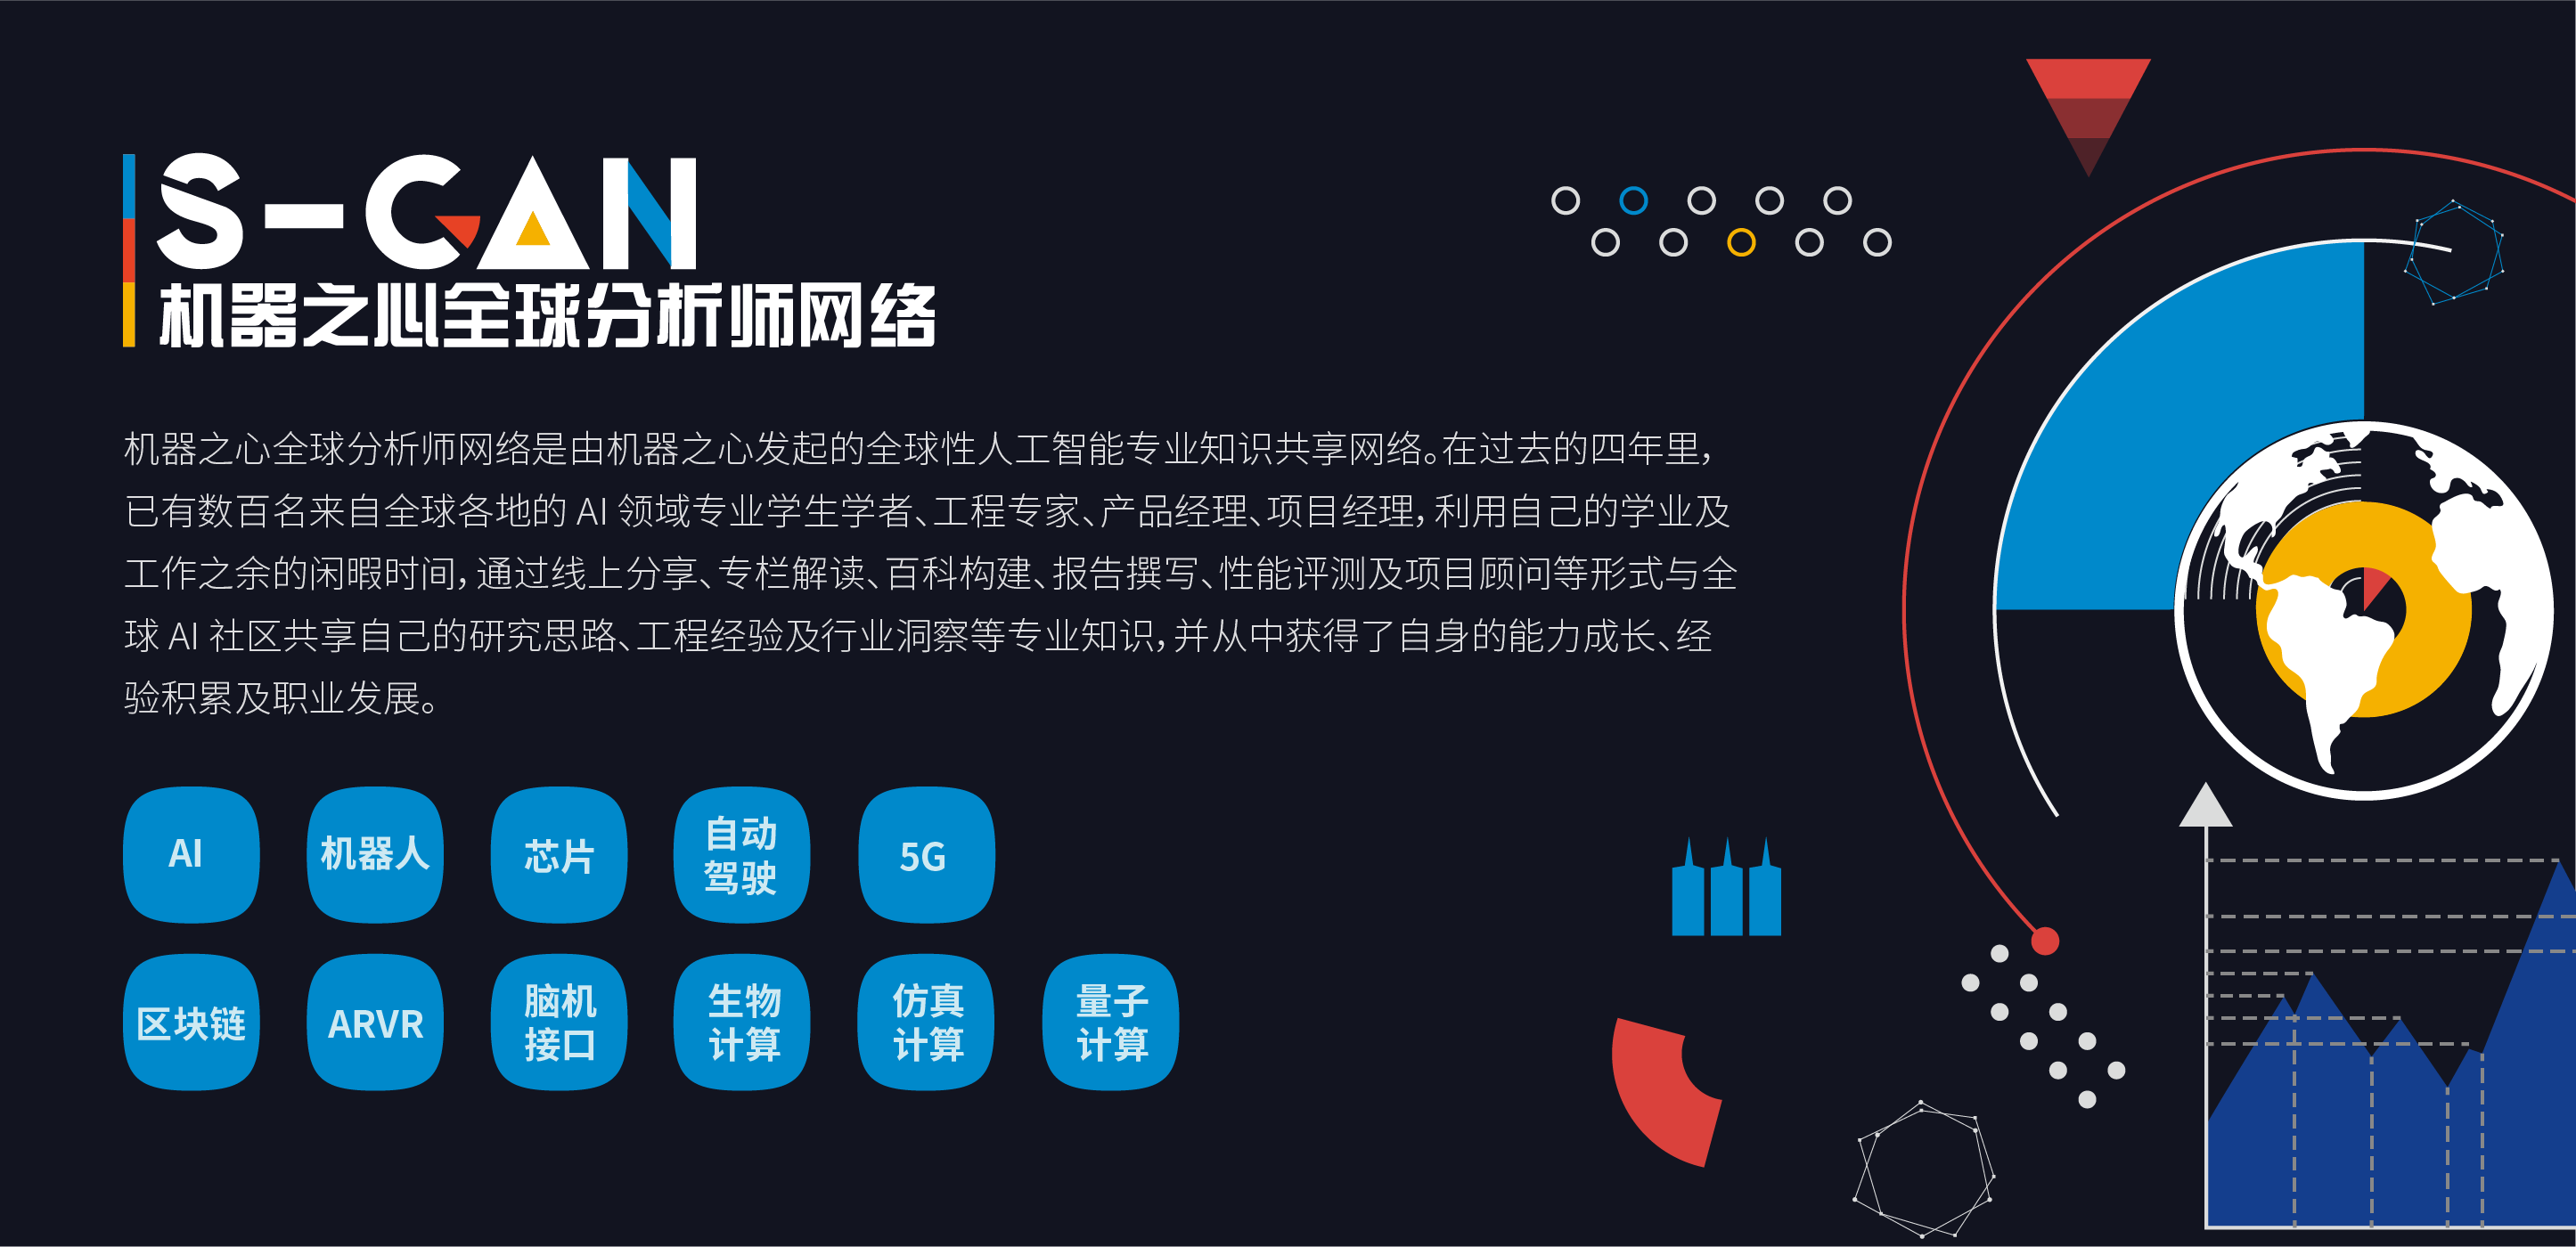 S-GAN
机器之心全球分析师网络
机器之心全球分析师网络是由机器之心发起的全球性人工智能专业知识共享网络。在过去的四年里,
已有数百名来自全球各地的 AI 领域专业学生学者、工程专家、产品经理、项目经理, 利用自己的学业及
工作之余的闲暇时间, 通过线上分享、专栏解读、百科构建、报告撰写、性能评测及项目顾问等形式与全
球 AI 社区共享自己的研究思路、工程经验及行业洞察等专业知识, 并从中获得了自身的能力成长、经
验积累及职业发展。
AI
机器人
芯片
自动
驾驶
5G
区块链
ARVR
脑机
接口
生物
计算
仿真
计算
量子
计算